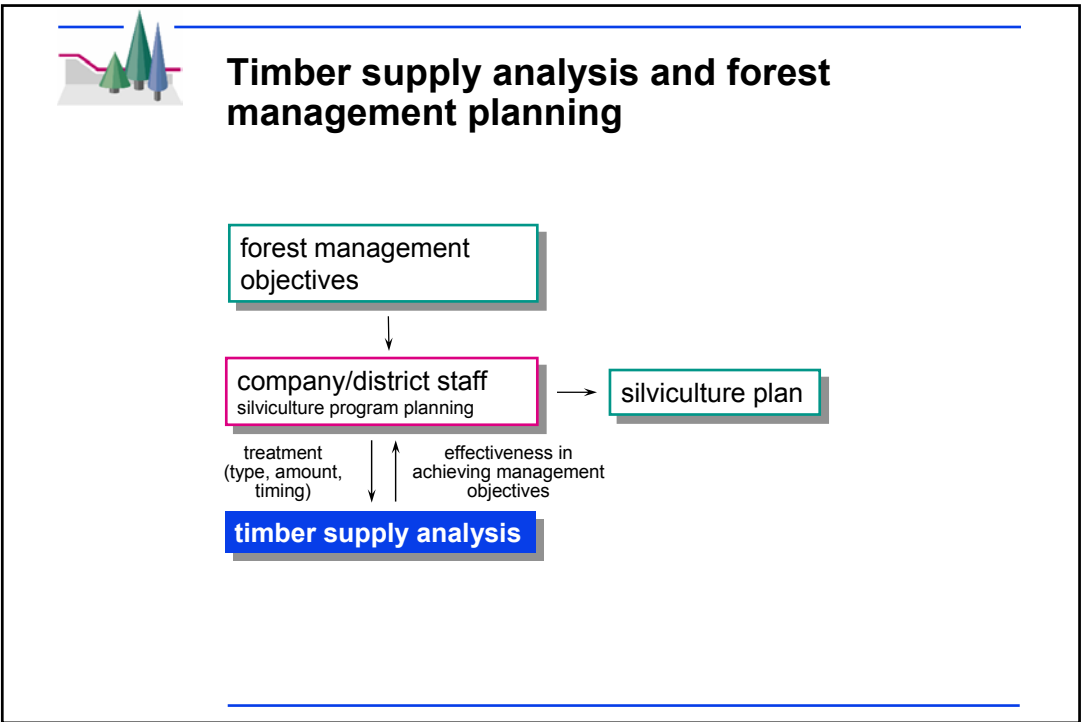 Timber supply analysis and forest
management planning
forest management
objectives
company/district staff
silviculture program planning
silviculture plan
treatment
(type, amount,
timing)
effectiveness in
achieving management
objectives
timber supply analysis